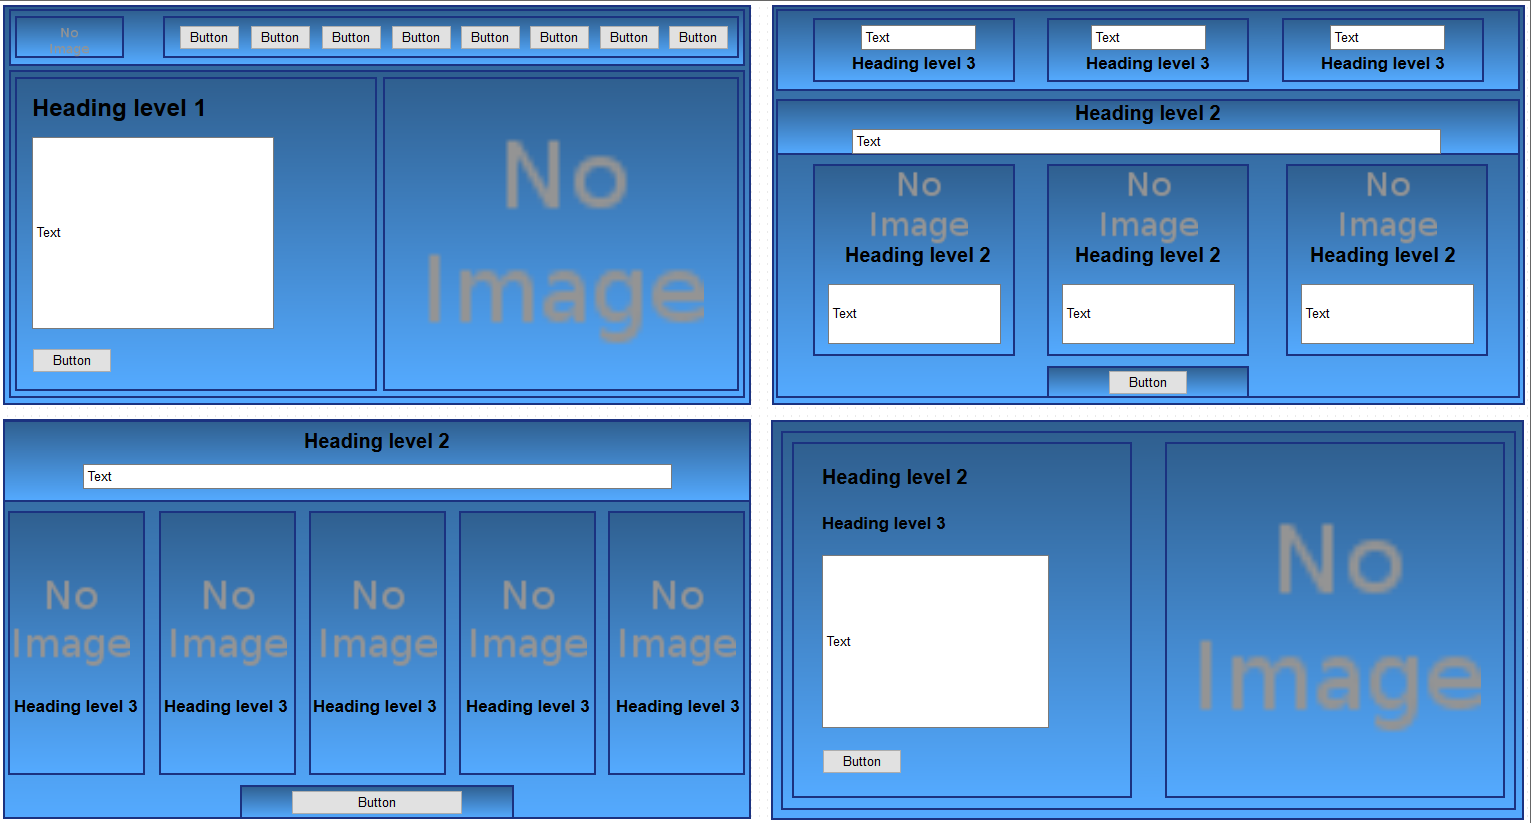 No
Image
Button Button Button Button Button Button Button Button
Heading level 1
Text
Button
No
Image
Text Text Text
Heading level 3 Heading level 3 Heading level 3
Heading level 2
Text
No No No
Image Image Image
Heading level 2 Heading level 2 Heading level 2
Text Text Text
Button
Heading level 2
Text
No No No No No
Image Image Image Image Image
Heading level 3 Heading level 3 Heading level 3 Heading level 3 Heading level 3
Button
Heading level 2
Heading level 3
Text
Button
No
Image